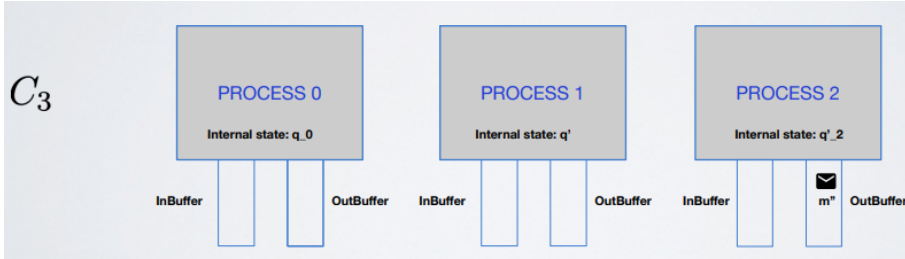 C_3
PROCESS 0
PROCESS 1
PROCESS 2
Internal state: q_0
Internal state: q'
Internal state: q'_2
InBuffer
OutBuffer
InBuffer
OutBuffer
InBuffer
m"
OutBuffer